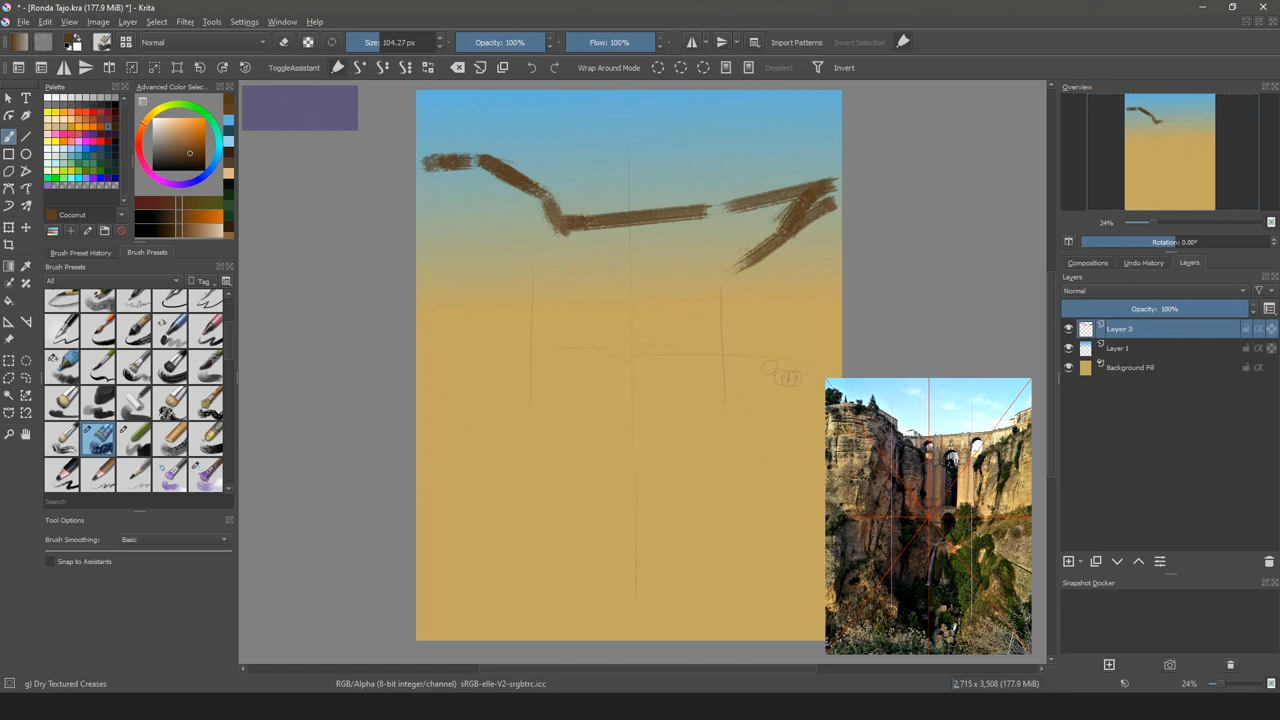 * - [Ronda Tajo.kra (177.9 MiB) *] - Krita
File Edit View Image Layer Select Filter Tools Settings Window Help
Normal Size: 104.27 px Opacity: 100% Flow: 100% Import Patterns Invert Selection
ToggleAssistant Wrap Around Mode Deselect Invert
Palette
Advanced Color Selec...
Coconut
Brush Preset History Brush Presets
Brush Presets
All Tag
Search
Tool Options
Brush Smoothing: Basic
Snap to Assistants
Overview
24%
Rotation: 0.00°
Compositions Undo History Layers
Layers
Normal
Opacity: 100%
Layer 3
Layer 1
Background Fill
Snapshot Docker
g) Dry Textured Creases RGB/Alpha (8-bit integer/channel) sRGB-elle-V2-srgbtrc.icc 2,715 x 3,508 (177.9 MiB) 24%